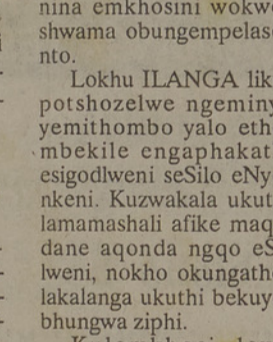 nina emkhosini wokw
shwama obungempelas
nto.
Lokhu ILANGA lik
potshozelwe ngeminy
yemithombo yalo eth
mbekile engaphakat
esigodlweni seSilo eNy
nkeni. Kuzwakala ukut
lamamashali afike maq
dane aqonda ngqo eS
lweni, nokho okungath
lakalanga ukuthi bekuy
bhungwa ziphi.